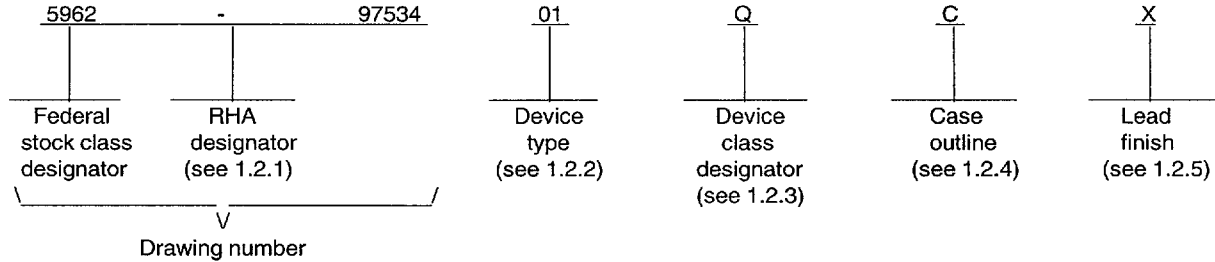 5962 - 97534 01 Q C X
Federal stock class designator
RHA designator (see 1.2.1)
Device type (see 1.2.2)
Device class designator (see 1.2.3)
Case outline (see 1.2.4)
Lead finish (see 1.2.5)
\ /
V
Drawing number